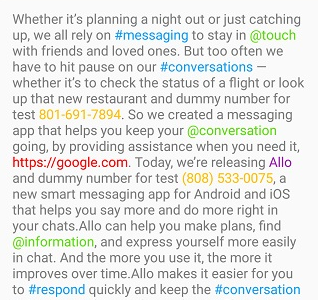 Whether it's planning a night out or just catching
up, we all rely on #messaging to stay in @touch
with friends and loved ones. But too often we
have to hit pause on our #conversations —
whether it's to check the status of a flight or look
up that new restaurant and dummy number for
test 801-691-7894. So we created a messaging
app that helps you keep your @conversation
going, by providing assistance when you need it,
https://google.com. Today, we're releasing Allo
and dummy number for test (808) 533-0075, a
new smart messaging app for Android and iOS
that helps you say more and do more right in
your chats.Allo can help you make plans, find
@information, and express yourself more easily
in chat. And the more you use it, the more it
improves over time.Allo makes it easier for you
to #respond quickly and keep the #conversation